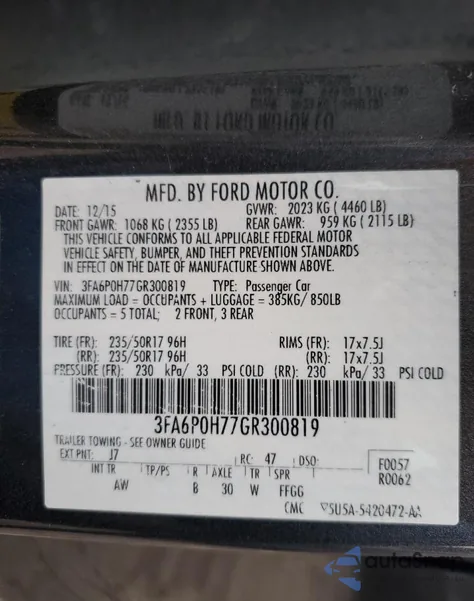 MFD. BY FORD MOTOR CO.
DATE: 12/15 GVWR: 2023 KG ( 4460 LB)
FRONT GAWR: 1068 KG ( 2355 LB) REAR GAWR: 959 KG ( 2115 LB)
THIS VEHICLE CONFORMS TO ALL APPLICABLE FEDERAL MOTOR
VEHICLE SAFETY, BUMPER, AND THEFT PREVENTION STANDARDS
IN EFFECT ON THE DATE OF MANUFACTURE SHOWN ABOVE.
VIN: 3FA6P0H77GR300819 TYPE: Passenger Car
MAXIMUM LOAD = OCCUPANTS + LUGGAGE = 385KG/ 850LB
OCCUPANTS = 5 TOTAL; 2 FRONT, 3 REAR
TIRE (FR): 235/50R17 96H RIMS (FR): 17x7.5J
(RR): 235/50R17 96H (RR): 17x7.5J
PRESSURE (FR): 230 kPa/ 33 PSI COLD (RR): 230 kPa/ 33 PSI COLD
3FA6P0H77GR300819
TRAILER TOWING - SEE OWNER GUIDE
EXT PNT: J7 RC: 47 DSO:
INT TR TP/PS R AXLE TR SPR
AW B 30 W FFGG
F0057
R0062
CMC 5U5A-5420472-AA